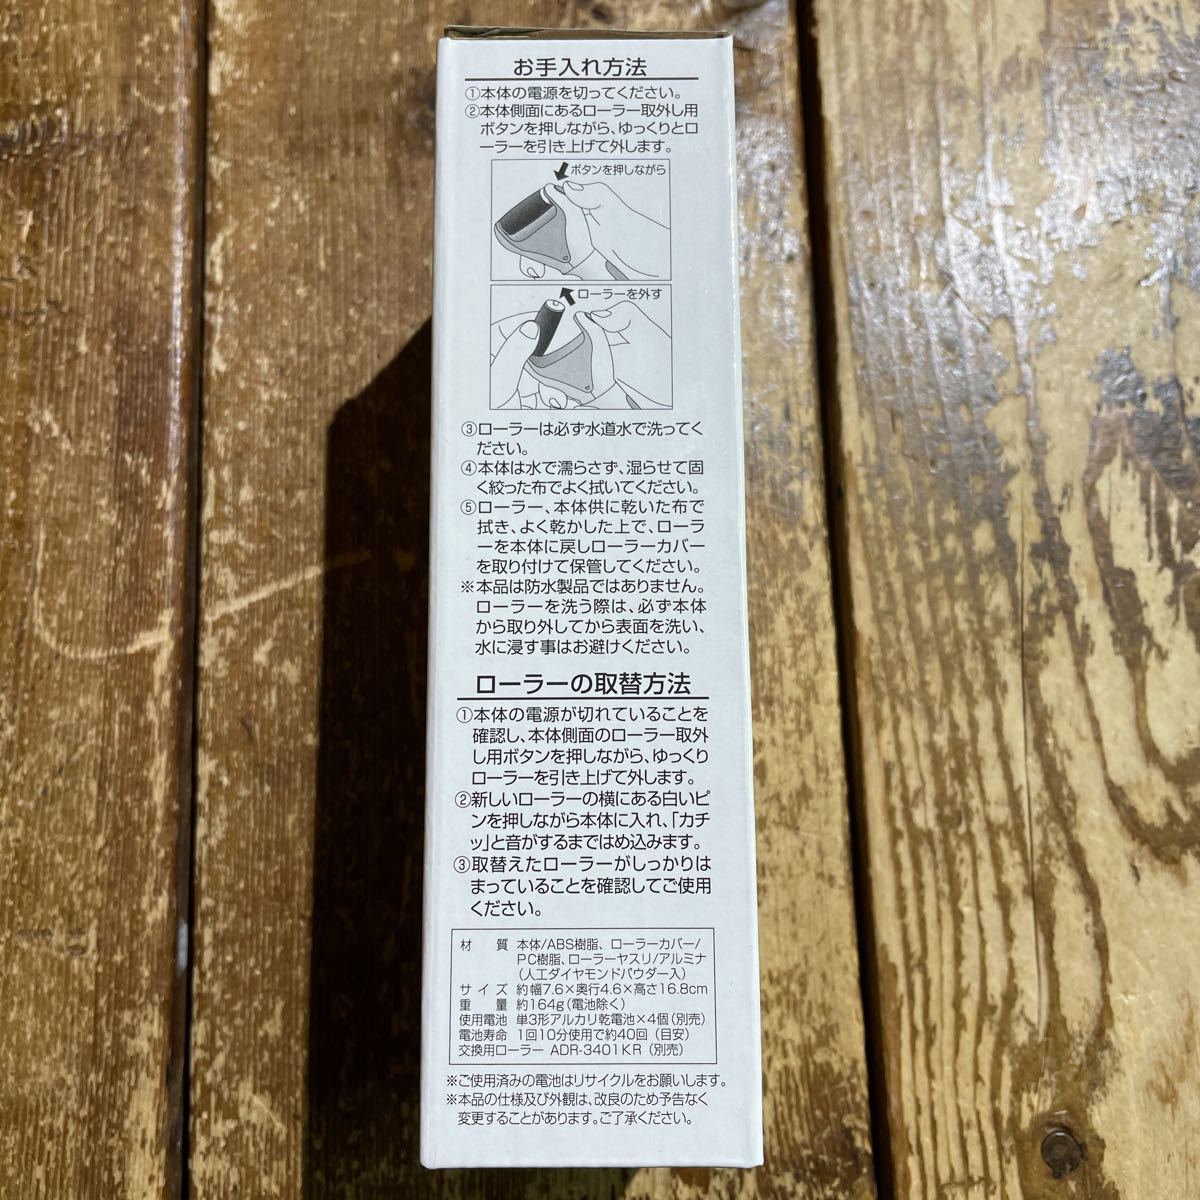 お手入れ方法
①本体の電源を切ってください。
②本体側面にあるローラー取外し用
ボタンを押しながら、ゆっくりとロ
ーラーを引き上げて外します。
ボタンを押しながら
ローラーを外す
③ローラーは必ず水道水で洗ってく
ださい。
④本体は水で濡らさず、湿らせて固
く絞った布でよく拭いてください。
⑤ローラー、本体供に乾いた布で
拭き、よく乾かした上で、ローラ
ーを本体に戻しローラーカバー
を取り付けて保管してください。
※本品は防水製品ではありません。
ローラーを洗う際は、必ず本体
から取り外してから表面を洗い、
水に浸す事はお避けください。
ローラーの取替方法
①本体の電源が切れていることを
確認し、本体側面のローラー取外
し用ボタンを押しながら、ゆっくり
ローラーを引き上げて外します。
②新しいローラーの横にある白いピ
ンを押しながら本体に入れ、「カチ
ッ」と音がするまではめ込みます。
③取替えたローラーがしっかりは
まっていることを確認してご使用
ください。
材質 本体/ABS樹脂、ローラーカバー/
PC樹脂、ローラーヤスリ/アルミナ
(人工ダイヤモンドパウダー入)
サイズ 約幅7.6×奥行4.6×高さ16.8cm
重量 約164g(電池除く)
使用電池 単3形アルカリ乾電池×4個(別売)
電池寿命 1回10分使用で約40回(目安)
交換用ローラー ADR-3401KR(別売)
※ご使用済みの電池はリサイクルをお願いします。
※本品の仕様及び外観は、改良のため予告なく
変更することがあります。ご了承ください。